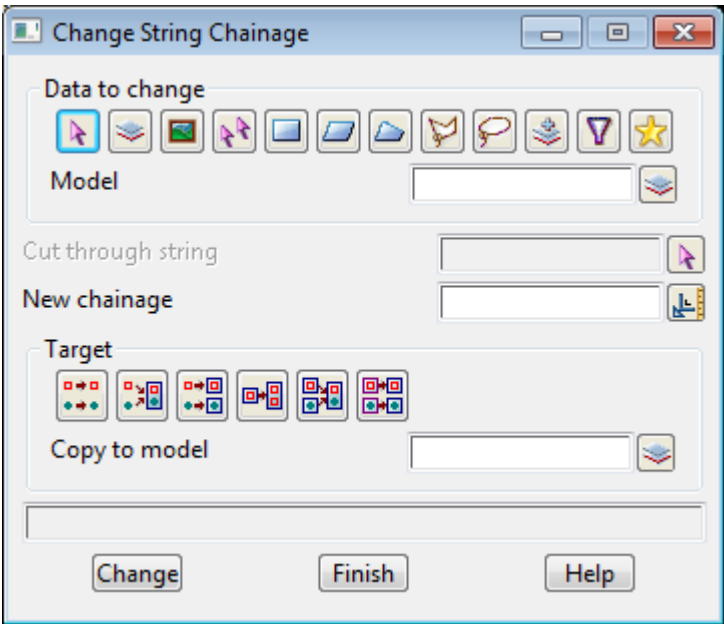 Change String Chainage
Data to change
Model
Cut through string
New chainage
Target
Copy to model
Change
Finish
Help